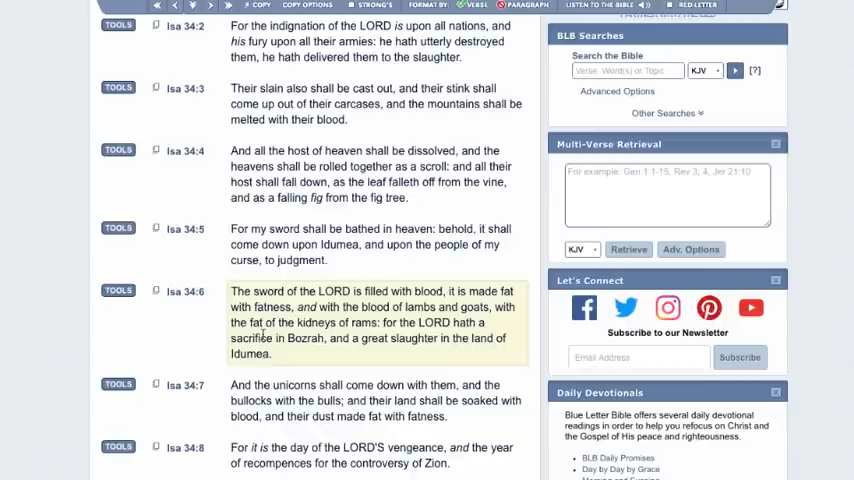 COPY
COPY OPTIONS
STRONG'S
FORMAT BY:
VERSE
PARAGRAPH
LISTEN TO THE BIBLE
RED-LETTER
TOOLS
Isa 34:2
For the indignation of the LORD is upon all nations, and
his fury upon all their armies: he hath utterly destroyed
them, he hath delivered them to the slaughter.
TOOLS
Isa 34:3
Their slain also shall be cast out, and their stink shall
come up out of their carcases, and the mountains shall be
melted with their blood.
TOOLS
Isa 34:4
And all the host of heaven shall be dissolved, and the
heavens shall be rolled together as a scroll: and all their
host shall fall down, as the leaf falleth off from the vine,
and as a falling fig from the fig tree.
TOOLS
Isa 34:5
For my sword shall be bathed in heaven: behold, it shall
come down upon Idumea, and upon the people of my
curse, to judgment.
TOOLS
Isa 34:6
The sword of the LORD is filled with blood, it is made fat
with fatness, and with the blood of lambs and goats, with
the fat of the kidneys of rams: for the LORD hath a
sacrifice in Bozrah, and a great slaughter in the land of
Idumea.
TOOLS
Isa 34:7
And the unicorns shall come down with them, and the
bullocks with the bulls; and their land shall be soaked with
blood, and their dust made fat with fatness.
TOOLS
Isa 34:8
For it is the day of the LORD'S vengeance, and the year
of recompences for the controversy of Zion.
BLB Searches
Search the Bible
Verse, Word(s) or Topic
KJV
[?]
Advanced Options
Other Searches
Multi-Verse Retrieval
x
For example: Gen 1:1-15, Rev 3; 4, Jer 21:10
KJV
Retrieve
Adv. Options
Let's Connect
x
Subscribe to our Newsletter
Email Address
Subscribe
Daily Devotionals
x
Blue Letter Bible offers several daily devotional
readings in order to help you refocus on Christ and
the Gospel of His peace and righteousness.
BLB Daily Promises
Day by Day by Grace